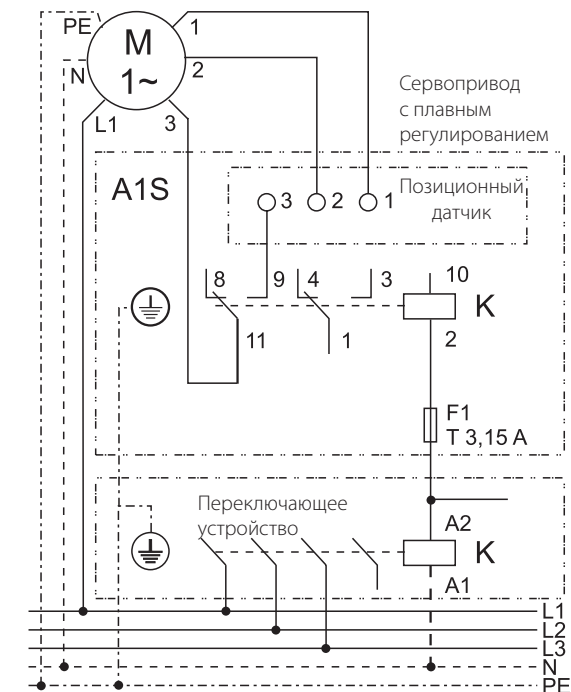 PE
1
M
1~
N
2
L1
3
Сервопривод
с плавным
регулированием
A1S
Позиционный
датчик
3
2
1
8
9
4
3
10
K
11
1
2
F1
T 3,15 A
Переключающее
устройство
A2
K
A1
L1
L2
L3
N
PE